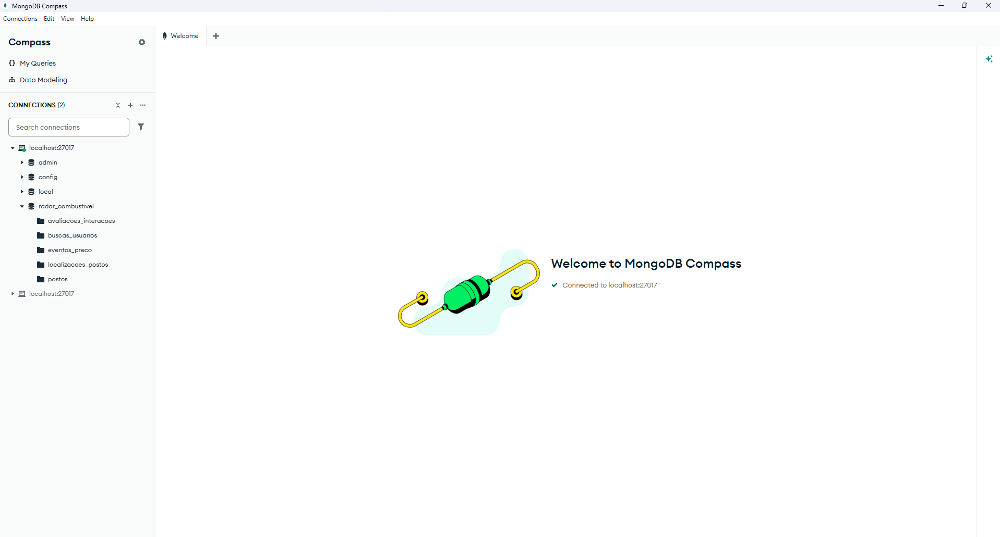 MongoDB Compass
Connections Edit View Help
Compass
Welcome
My Queries
Data Modeling
CONNECTIONS (2)
Search connections
localhost:27017
admin
config
local
radar_combustivel
avaliacoes_interacoes
buscas_usuarios
eventos_preco
localizacoes_postos
postos
localhost:27017
Welcome to MongoDB Compass
Connected to localhost:27017